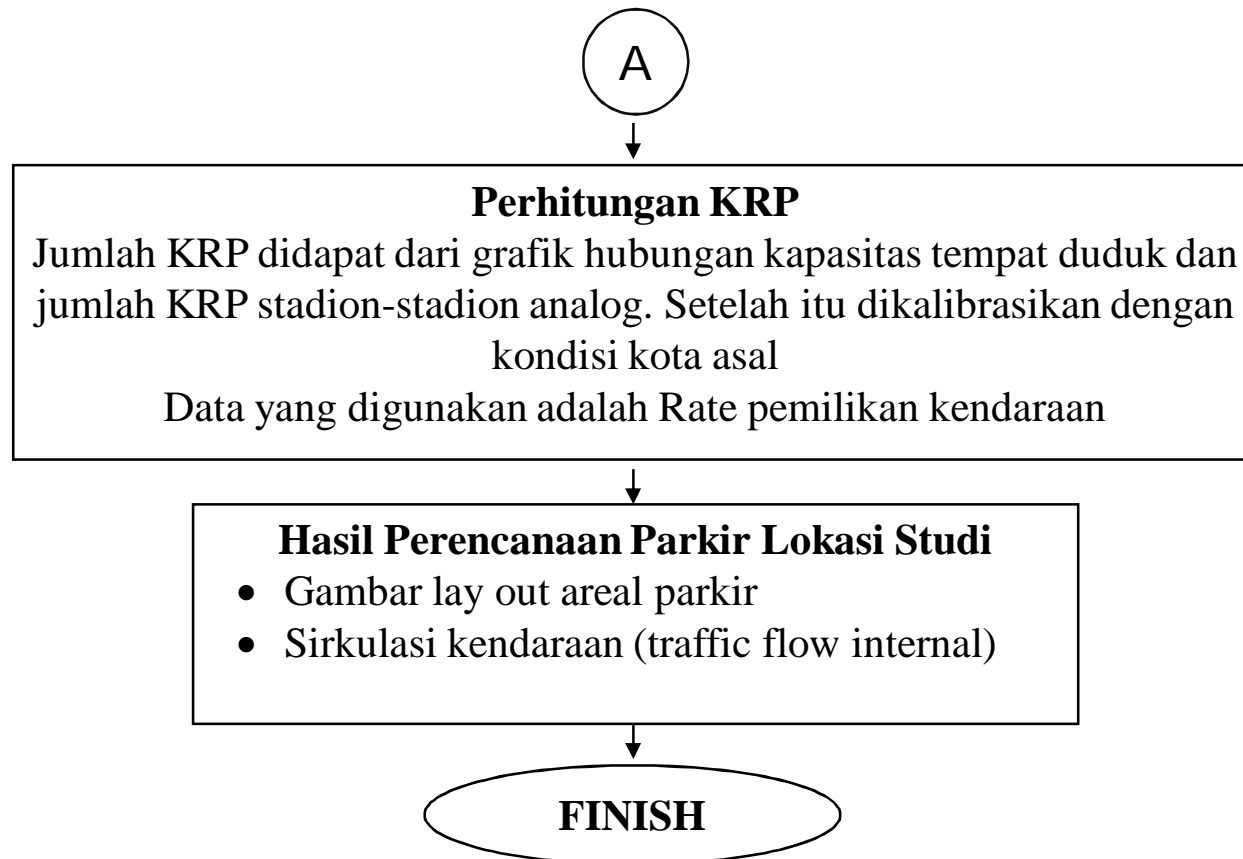 A
Perhitungan KRP
Jumlah KRP didapat dari grafik hubungan kapasitas tempat duduk dan
jumlah KRP stadion-stadion analog. Setelah itu dikalibrasikan dengan
kondisi kota asal
Data yang digunakan adalah Rate pemilikan kendaraan
Hasil Perencanaan Parkir Lokasi Studi
• Gambar lay out areal parkir
• Sirkulasi kendaraan (traffic flow internal)
FINISH